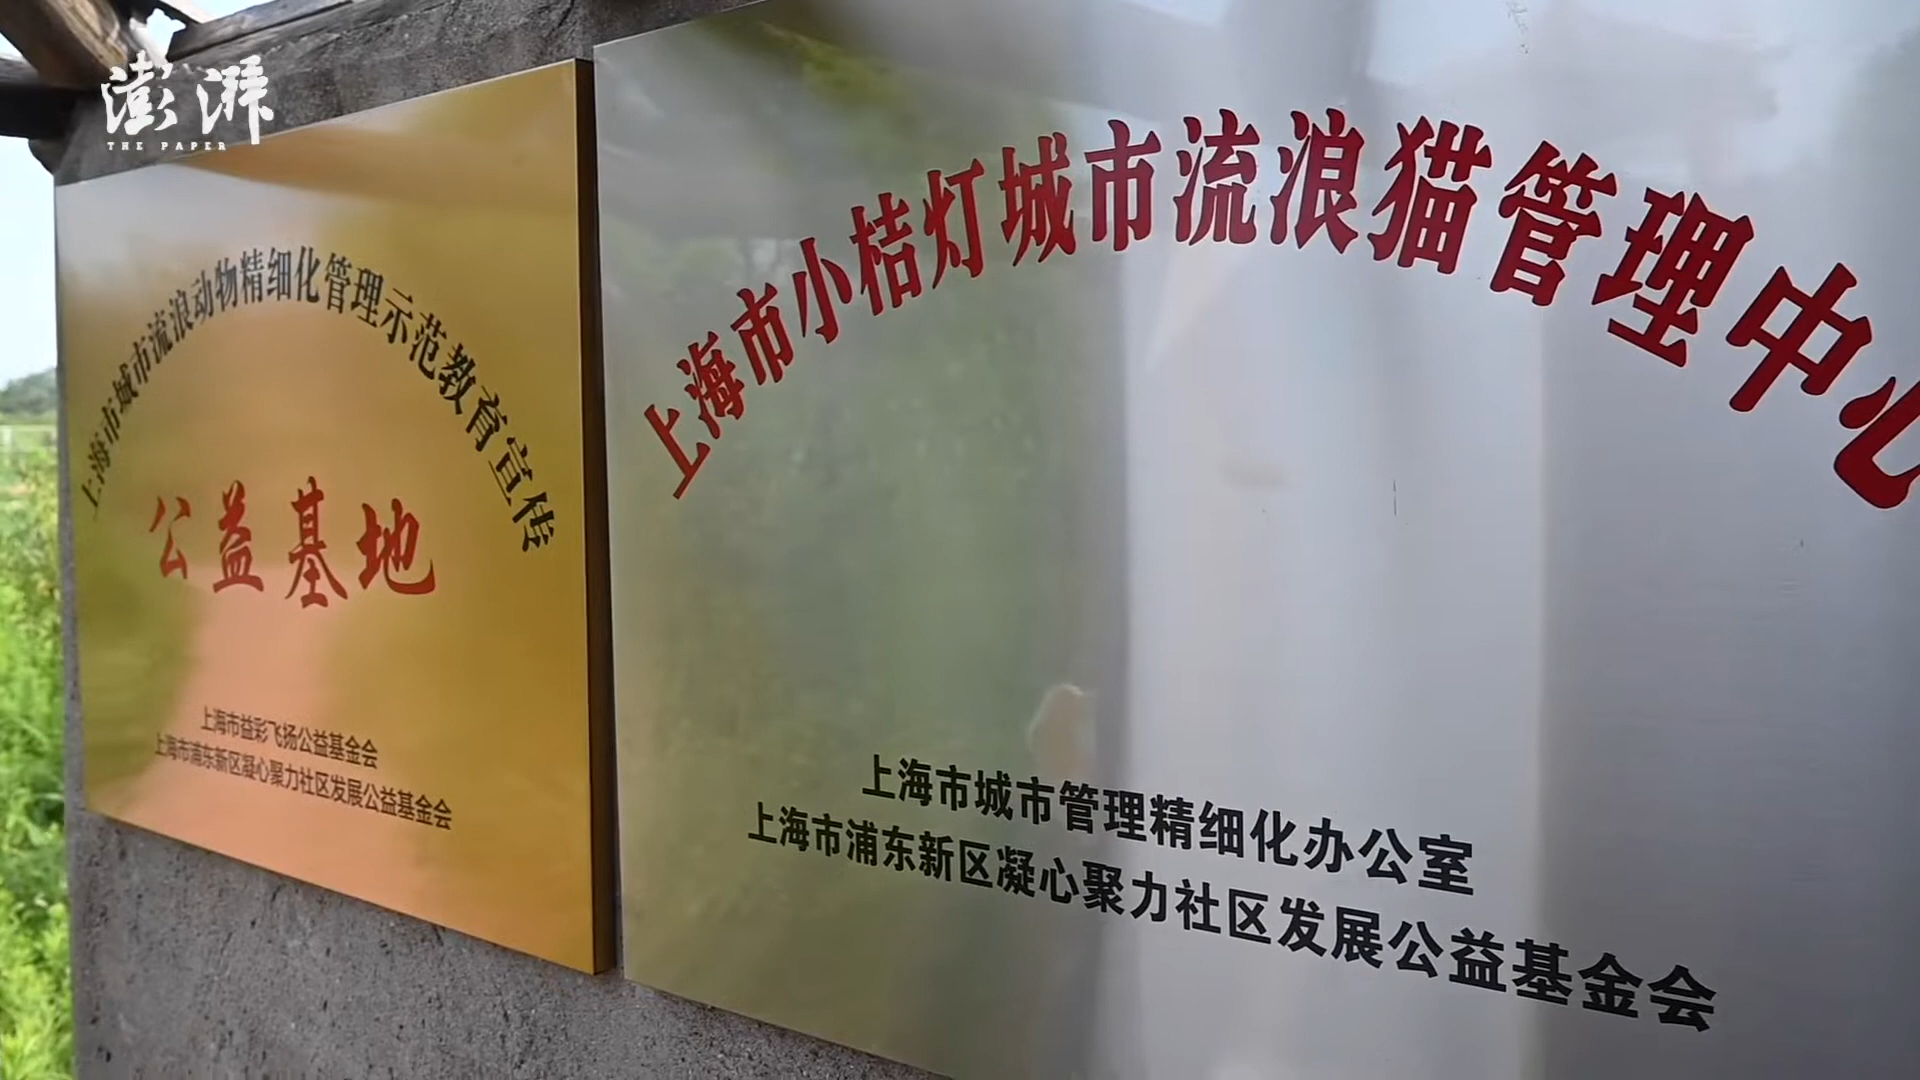 澎湃
THE PAPER
上海市城市流浪动物精细化管理示范教育宣传
公益基地
上海市益彩飞扬公益基金会
上海市浦东新区凝心聚力社区发展公益基金会
上海市小桔灯城市流浪猫管理中心
上海市城市管理精细化办公室
上海市浦东新区凝心聚力社区发展公益基金会